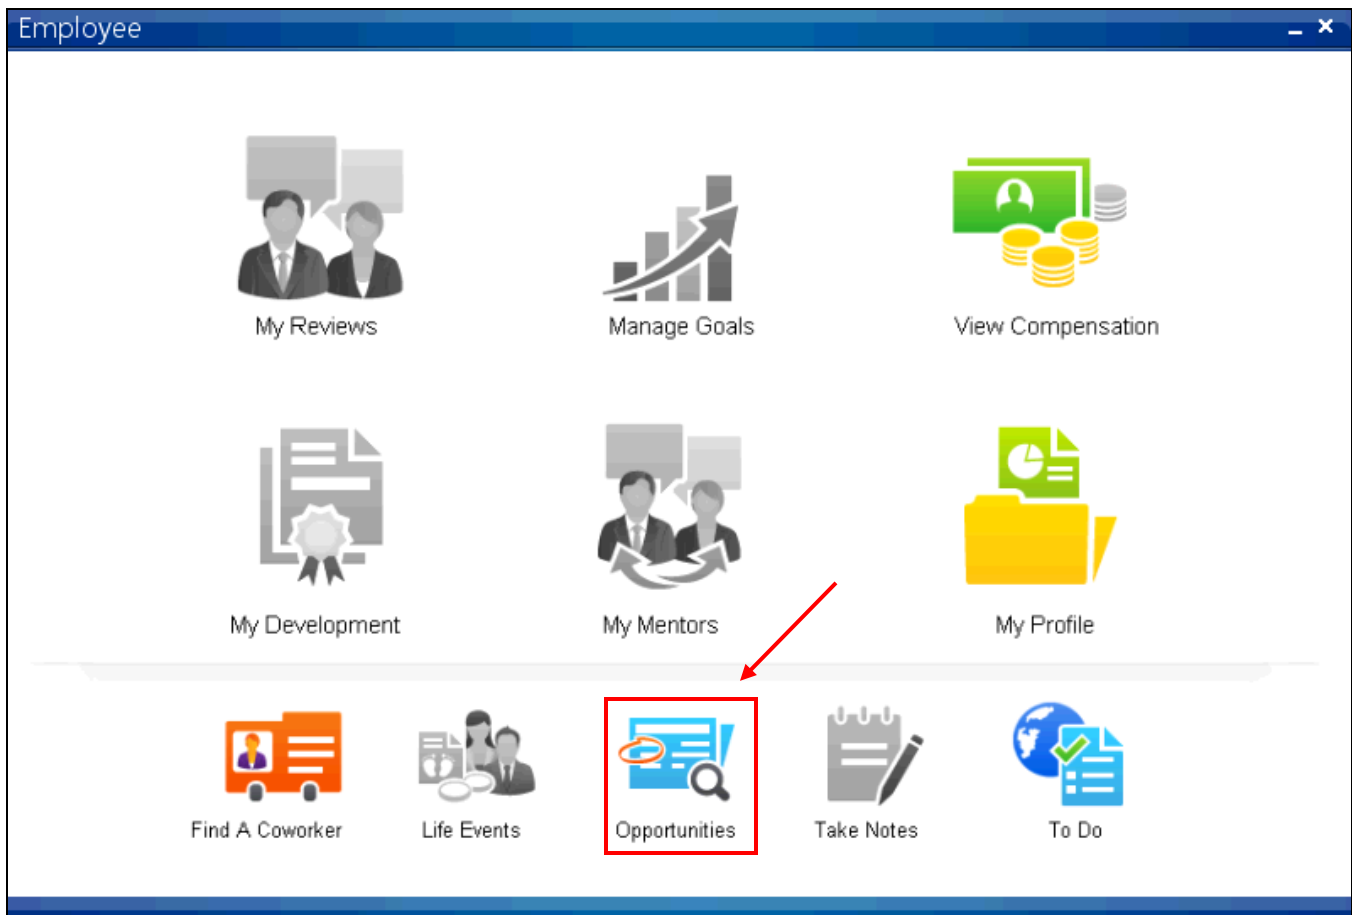 Employee
My Reviews
Manage Goals
View Compensation
My Development
My Mentors
My Profile
Find A Coworker
Life Events
Opportunities
Take Notes
To Do